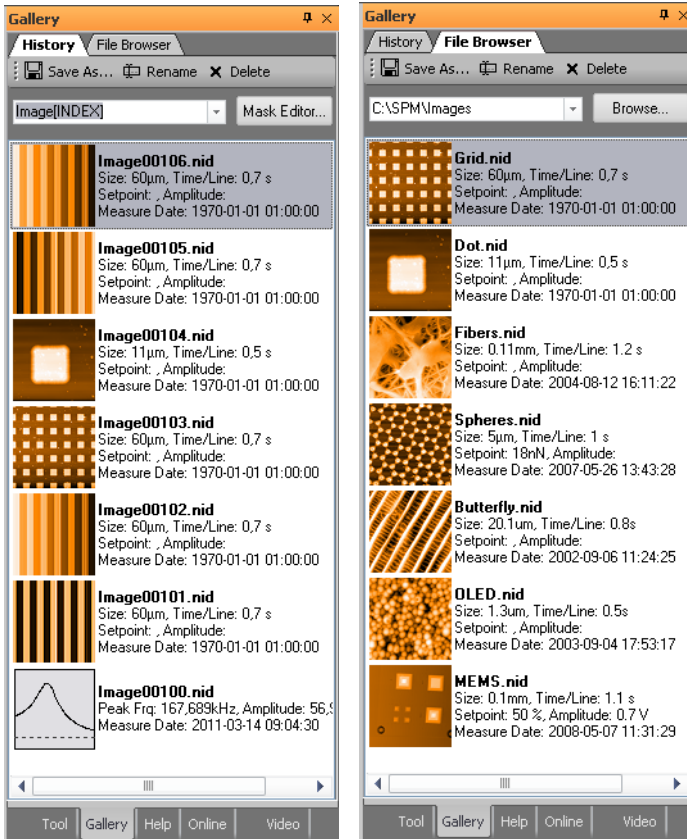 Gallery
History File Browser
Save As... Rename Delete
Image[INDEX] Mask Editor...
Image00106.nid
Size: 60µm, Time/Line: 0,7 s
Setpoint: , Amplitude:
Measure Date: 1970-01-01 01:00:00
Image00105.nid
Size: 60µm, Time/Line: 0,7 s
Setpoint: , Amplitude:
Measure Date: 1970-01-01 01:00:00
Image00104.nid
Size: 11µm, Time/Line: 0,5 s
Setpoint: , Amplitude:
Measure Date: 1970-01-01 01:00:00
Image00103.nid
Size: 60µm, Time/Line: 0,7 s
Setpoint: , Amplitude:
Measure Date: 1970-01-01 01:00:00
Image00102.nid
Size: 60µm, Time/Line: 0,7 s
Setpoint: , Amplitude:
Measure Date: 1970-01-01 01:00:00
Image00101.nid
Size: 60µm, Time/Line: 0,7 s
Setpoint: , Amplitude:
Measure Date: 1970-01-01 01:00:00
Image00100.nid
Peak Frq: 167,689kHz, Amplitude: 56,
Measure Date: 2011-03-14 09:04:30
Tool Gallery Help Online Video
Gallery
History File Browser
Save As... Rename Delete
C:\SPM\Images Browse...
Grid.nid
Size: 60µm, Time/Line: 0,7 s
Setpoint: , Amplitude:
Measure Date: 1970-01-01 01:00:00
Dot.nid
Size: 11µm, Time/Line: 0,5 s
Setpoint: , Amplitude:
Measure Date: 1970-01-01 01:00:00
Fibers.nid
Size: 0.11mm, Time/Line: 1.2 s
Setpoint: , Amplitude:
Measure Date: 2004-08-12 16:11:22
Spheres.nid
Size: 5µm, Time/Line: 1 s
Setpoint: 18nN, Amplitude:
Measure Date: 2007-05-26 13:43:28
Butterfly.nid
Size: 20.1um, Time/Line: 0.8s
Setpoint: , Amplitude:
Measure Date: 2002-09-06 11:24:25
OLED.nid
Size: 1.3um, Time/Line: 0.5s
Setpoint: , Amplitude:
Measure Date: 2003-09-04 17:53:17
MEMS.nid
Size: 0.1mm, Time/Line: 1.1 s
Setpoint: 50 %, Amplitude: 0.7 V
Measure Date: 2008-05-07 11:31:29
Tool Gallery Help Online Video